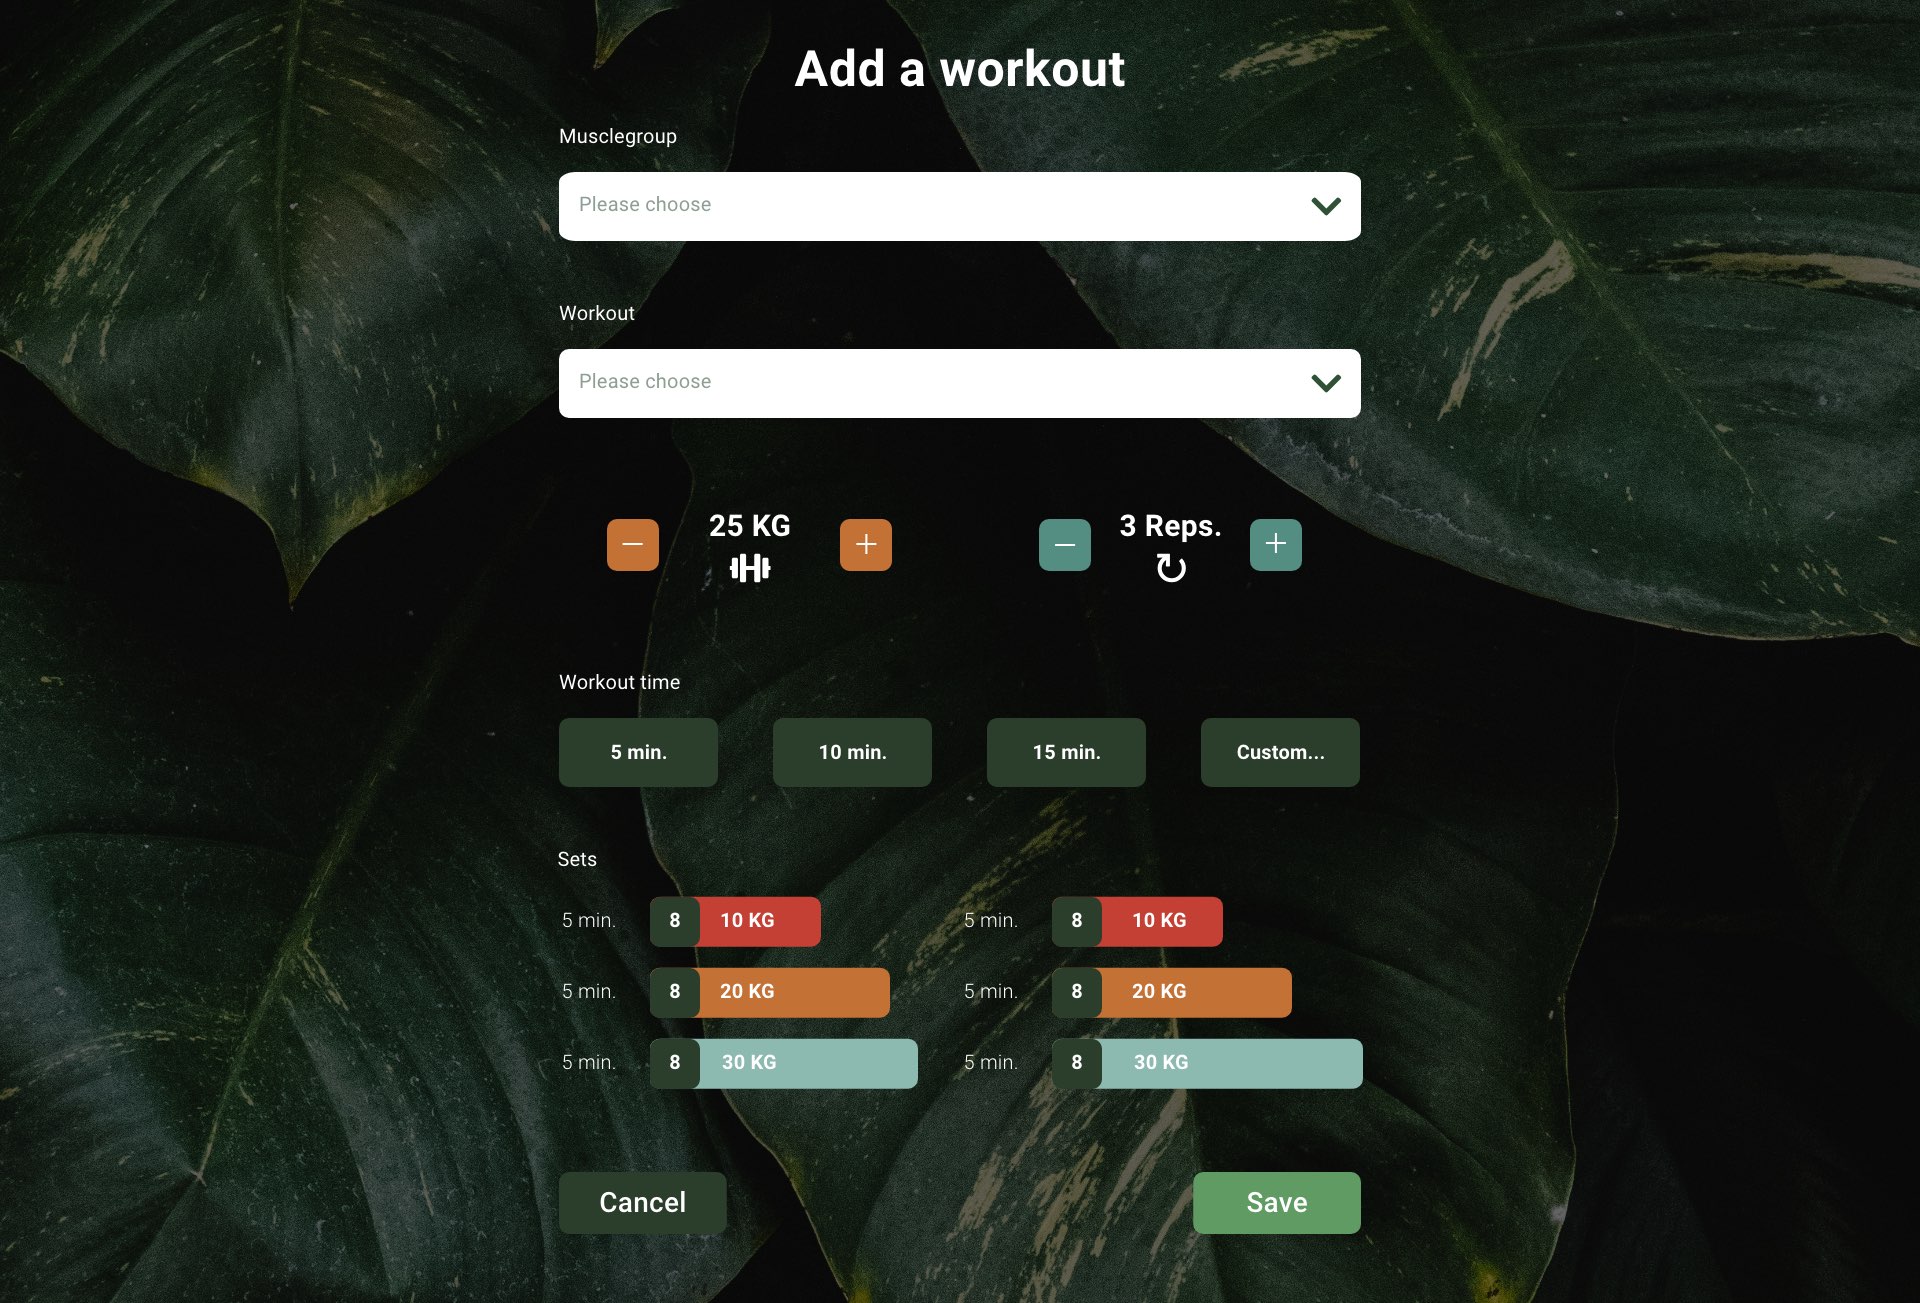 Add a workout
Musclegroup
Please choose
Workout
Please choose
25 KG
3 Reps.
Workout time
5 min. 10 min. 15 min. Custom...
Sets
5 min. 8 10 KG 5 min. 8 10 KG
5 min. 8 20 KG 5 min. 8 20 KG
5 min. 8 30 KG 5 min. 8 30 KG
Cancel Save